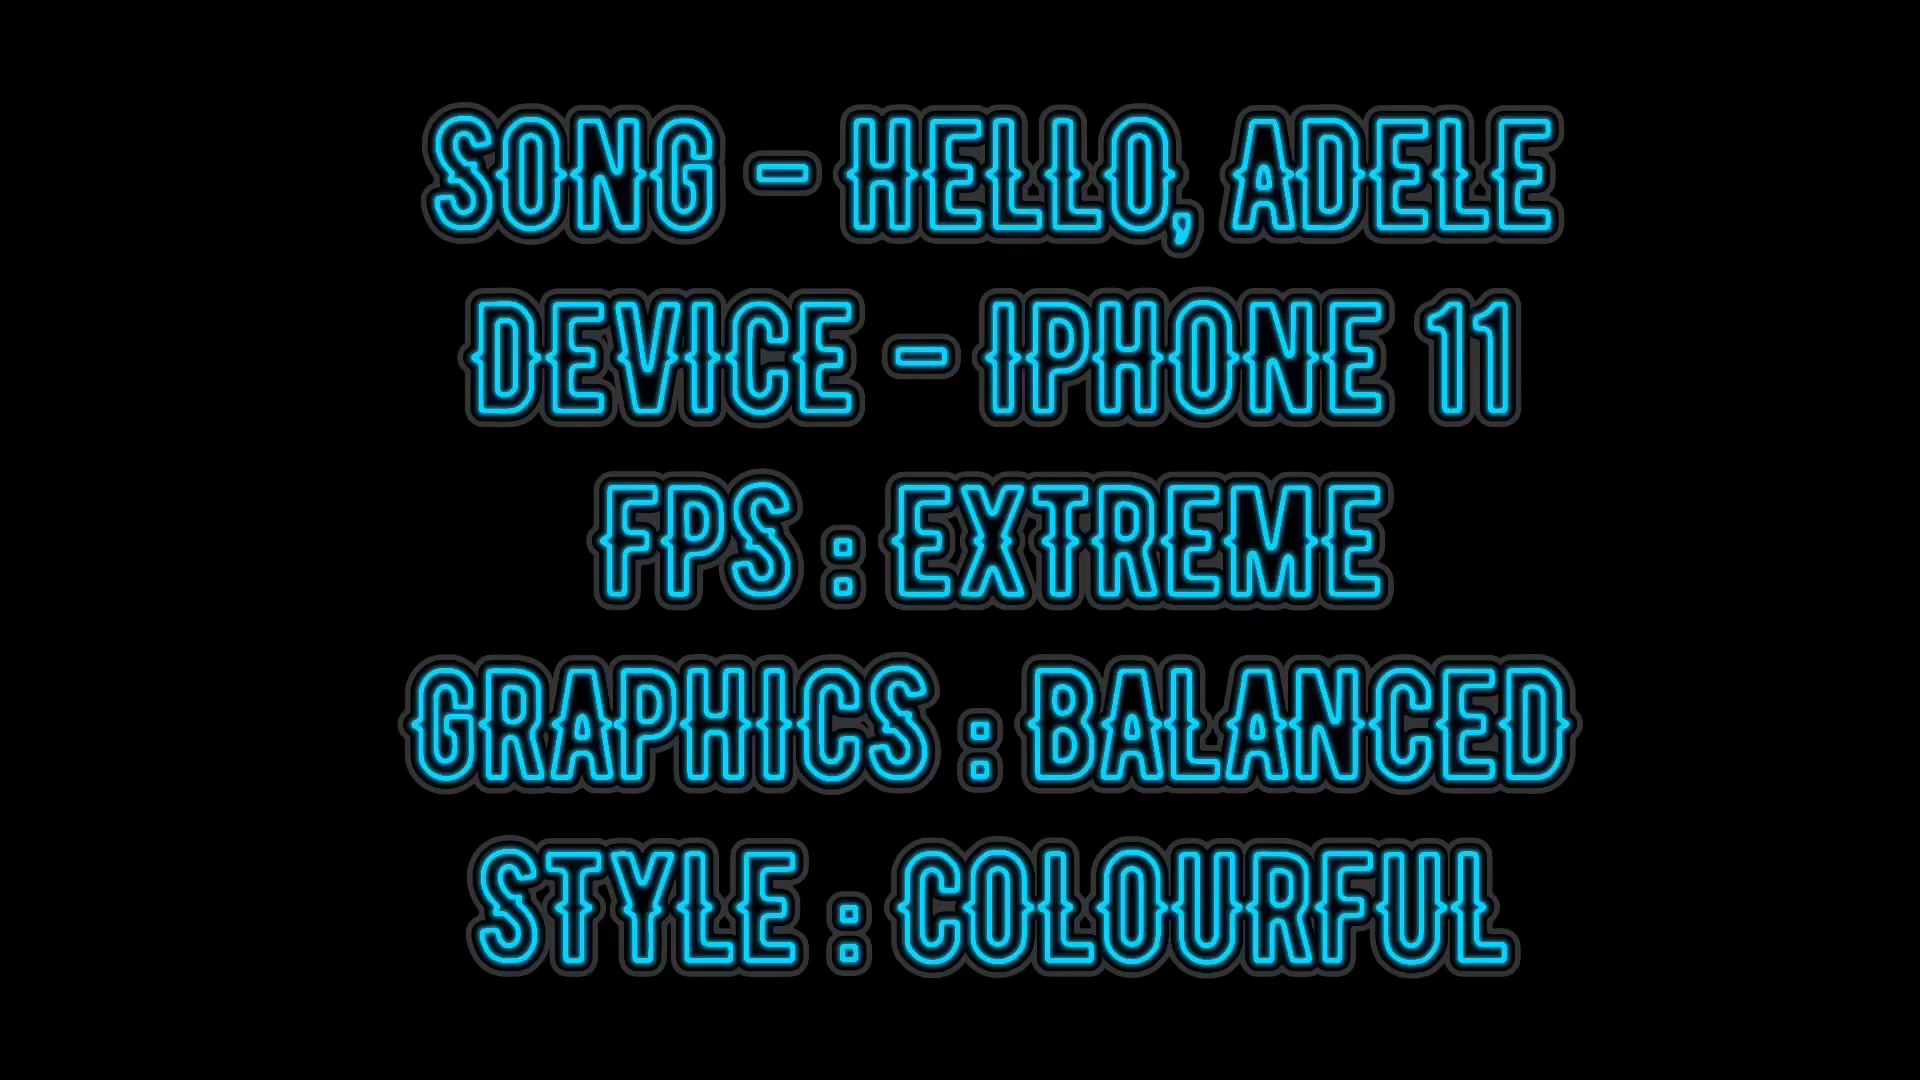 SONG - HELLO, ADELE
DEVICE - IPHONE 11
FPS : EXTREME
GRAPHICS : BALANCED
STYLE : COLOURFUL